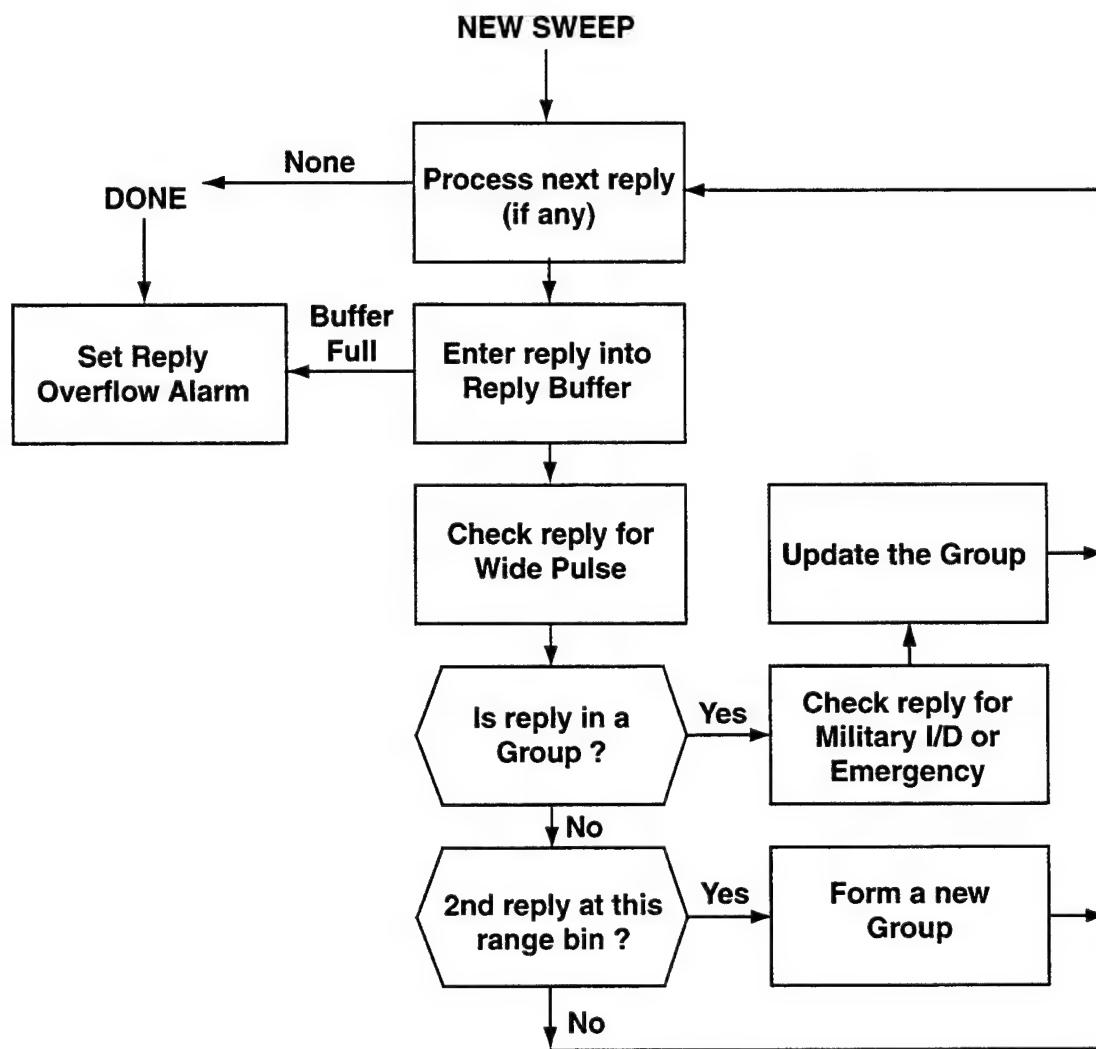 NEW SWEEP
None
Process next reply
(if any)
DONE
Buffer
Full
Enter reply into
Reply Buffer
Set Reply
Overflow Alarm
Check reply for
Wide Pulse
Update the Group
Is reply in a
Group ?
Yes
Check reply for
Military I/D or
Emergency
No
2nd reply at this
range bin ?
Yes
Form a new
Group
No